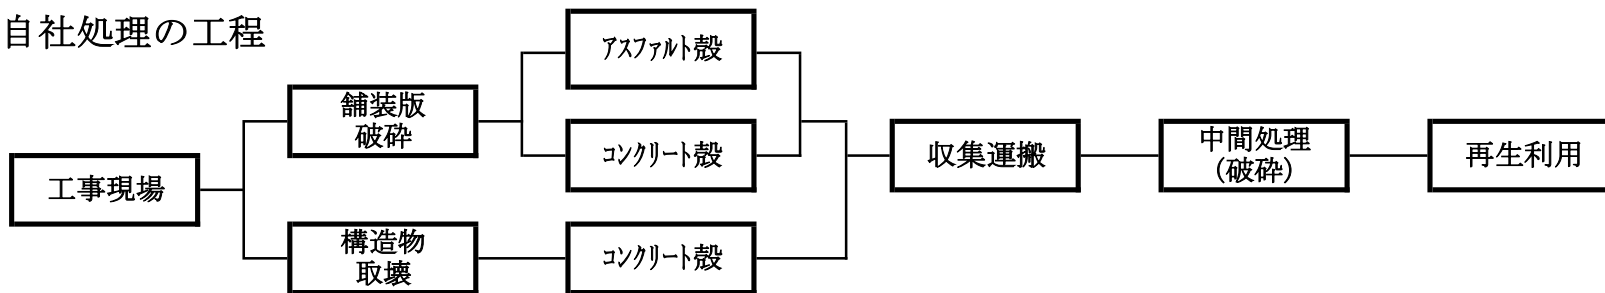 自社処理の工程
工事現場
舗装版
破砕
構造物
取壊
ｱｽﾌｧﾙﾄ殻
ｺﾝｸﾘｰﾄ殻
ｺﾝｸﾘｰﾄ殻
収集運搬
中間処理
(破砕)
再生利用